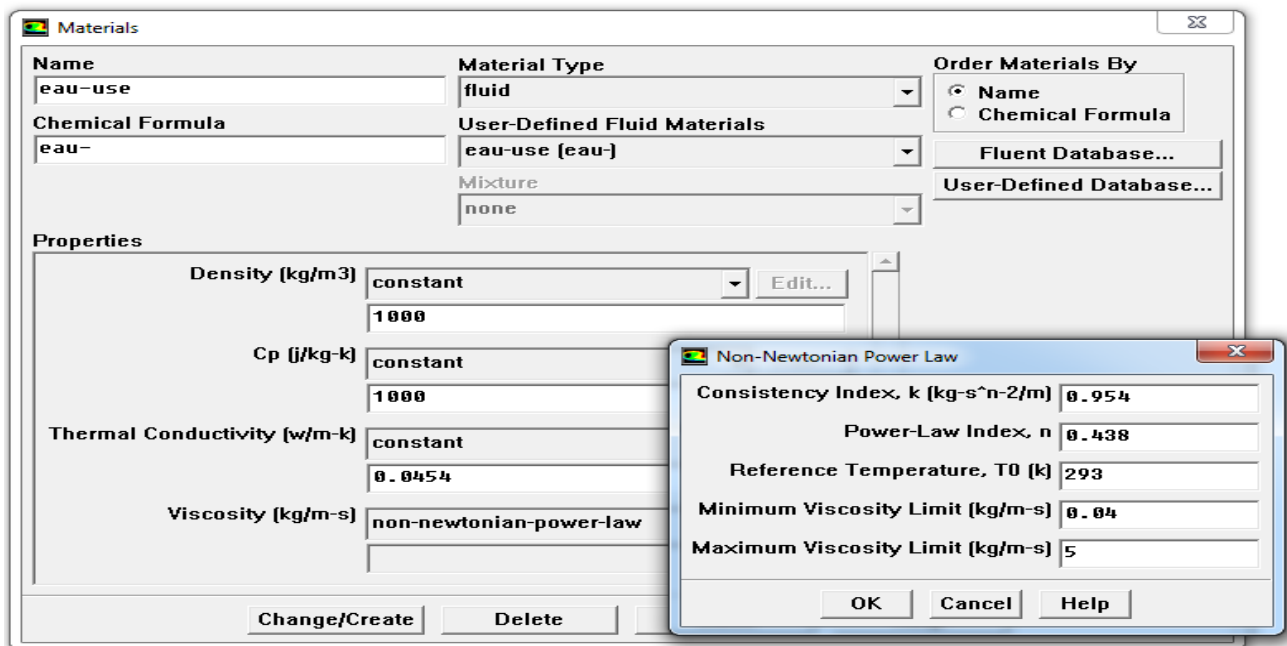 Materials
Name
eau-use
Chemical Formula
eau-
Material Type
fluid
User-Defined Fluid Materials
eau-use (eau-)
Mixture
none
Order Materials By
Name
Chemical Formula
Fluent Database...
User-Defined Database...
Properties
Density (kg/m3)
constant
Edit...
1000
Cp (j/kg-k)
constant
1000
Thermal Conductivity (w/m-k)
constant
0.0454
Viscosity (kg/m-s)
non-newtonian-power-law
Change/Create
Delete
Non-Newtonian Power Law
Consistency Index, k (kg-s^n-2/m) 0.954
Power-Law Index, n 0.438
Reference Temperature, T0 (k) 293
Minimum Viscosity Limit (kg/m-s) 0.04
Maximum Viscosity Limit (kg/m-s) 5
OK
Cancel
Help